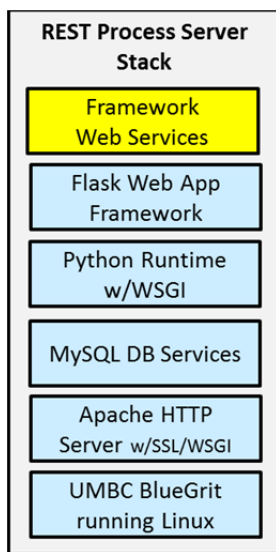 REST Process Server
Stack
Framework
Web Services
Flask Web App
Framework
Python Runtime
w/WSGI
MySQL DB Services
Apache HTTP
Server w/SSL/WSGI
UMBC BlueGrit
running Linux